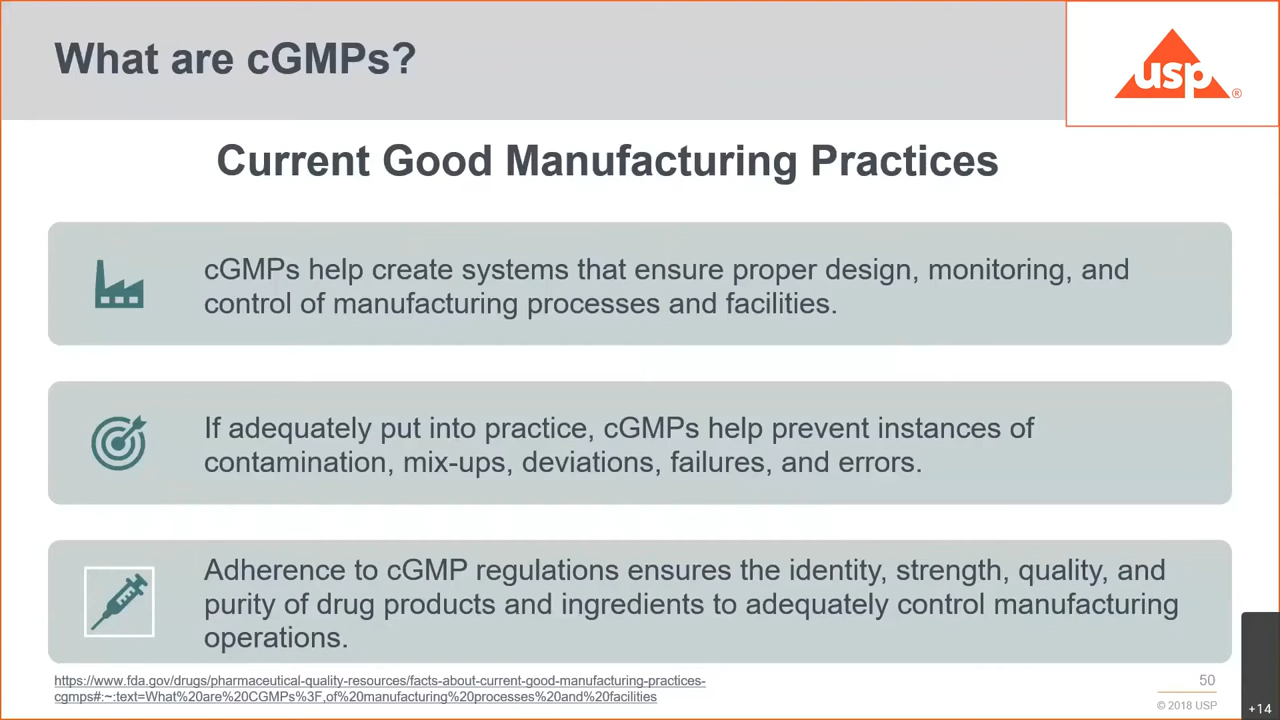 What are cGMPs?
usp®
Current Good Manufacturing Practices
cGMPs help create systems that ensure proper design, monitoring, and
control of manufacturing processes and facilities.
If adequately put into practice, cGMPs help prevent instances of
contamination, mix-ups, deviations, failures, and errors.
Adherence to cGMP regulations ensures the identity, strength, quality, and
purity of drug products and ingredients to adequately control manufacturing
operations.
https://www.fda.gov/drugs/pharmaceutical-quality-resources/facts-about-current-good-manufacturing-practices-
cgmps#:~:text=What%20are%20CGMPs%3F,of%20manufacturing%20processes%20and%20facilities
50
© 2018 USP
+14